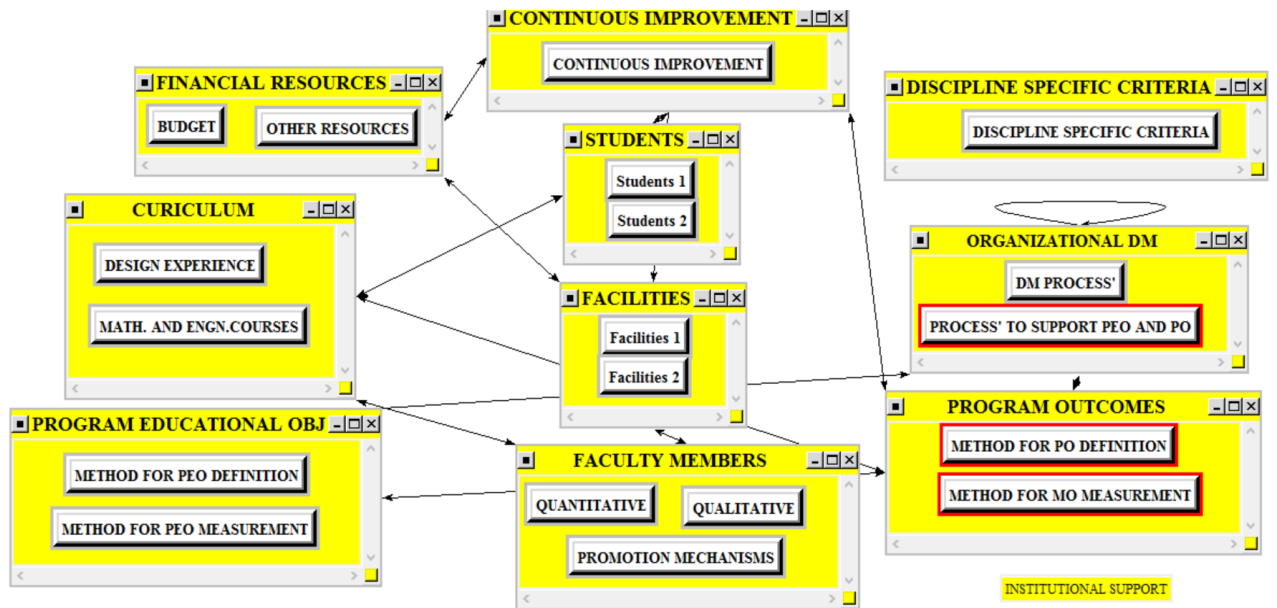 CONTINUOUS IMPROVEMENT
CONTINUOUS IMPROVEMENT
FINANCIAL RESOURCES
BUDGET
OTHER RESOURCES
DISCIPLINE SPECIFIC CRITERIA
DISCIPLINE SPECIFIC CRITERIA
STUDENTS
Students 1
Students 2
CURICULUM
DESIGN EXPERIENCE
MATH. AND ENGN.COURSES
ORGANIZATIONAL DM
DM PROCESS'
PROCESS' TO SUPPORT PEO AND PO
FACILITIES
Facilities 1
Facilities 2
PROGRAM EDUCATIONAL OBJ
METHOD FOR PEO DEFINITION
METHOD FOR PEO MEASUREMENT
FACULTY MEMBERS
QUANTITATIVE
QUALITATIVE
PROMOTION MECHANISMS
PROGRAM OUTCOMES
METHOD FOR PO DEFINITION
METHOD FOR MO MEASUREMENT
INSTITUTIONAL SUPPORT